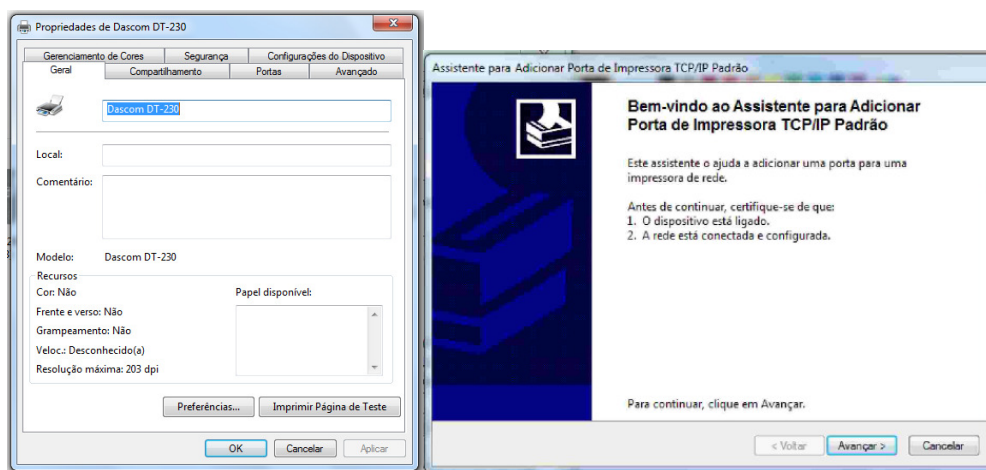 Propriedades de Dascom DT-230
Gerenciamento de Cores
Segurança
Configurações do Dispositivo
Geral
Compartilhamento
Portas
Avançado
Dascom DT-230
Local:
Comentário:
Modelo: Dascom DT-230
Recursos
Cor: Não
Papel disponível:
Frente e verso: Não
Grampeamento: Não
Veloc.: Desconhecido(a)
Resolução máxima: 203 dpi
Preferências...
Imprimir Página de Teste
OK
Cancelar
Aplicar
Assistente para Adicionar Porta de Impressora TCP/IP Padrão
Bem-vindo ao Assistente para Adicionar
Porta de Impressora TCP/IP Padrão
Este assistente o ajuda a adicionar uma porta para uma
impressora de rede.
Antes de continuar, certifique-se de que:
1. O dispositivo está ligado.
2. A rede está conectada e configurada.
Para continuar, clique em Avançar.
< Voltar
Avançar >
Cancelar